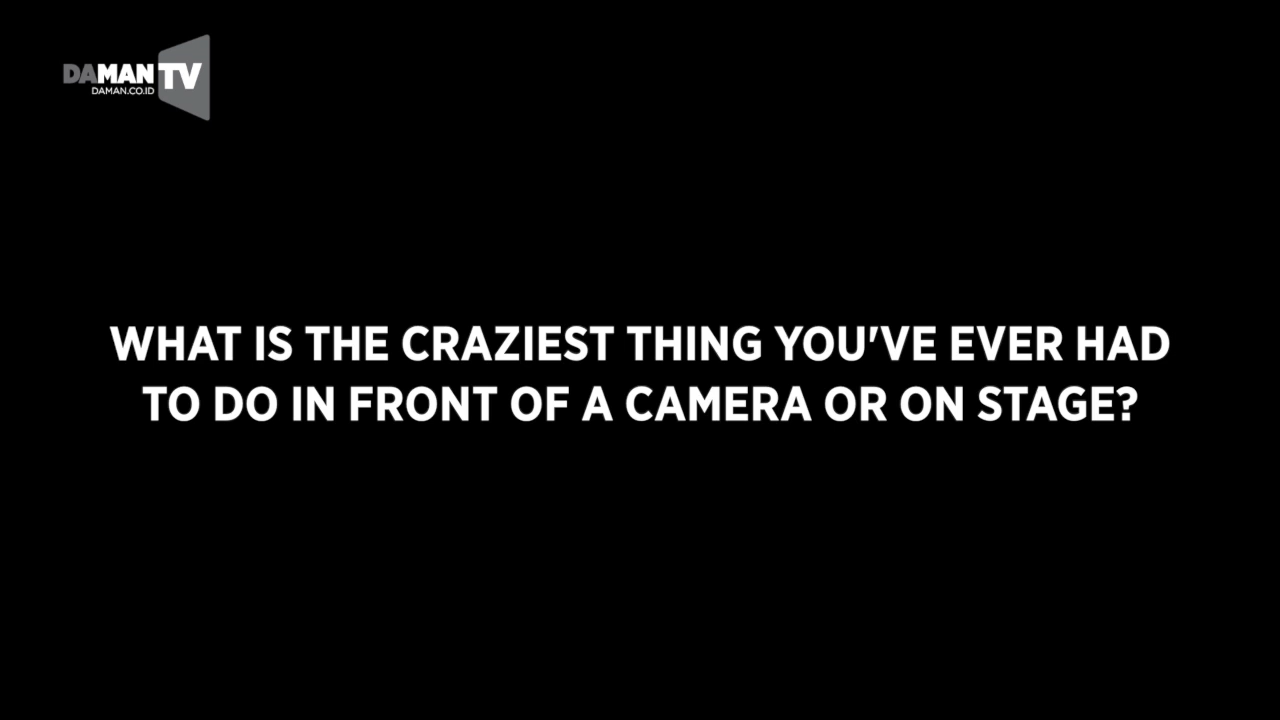 DAMAN TV
DAMAN.CO.ID
WHAT IS THE CRAZIEST THING YOU'VE EVER HAD
TO DO IN FRONT OF A CAMERA OR ON STAGE?